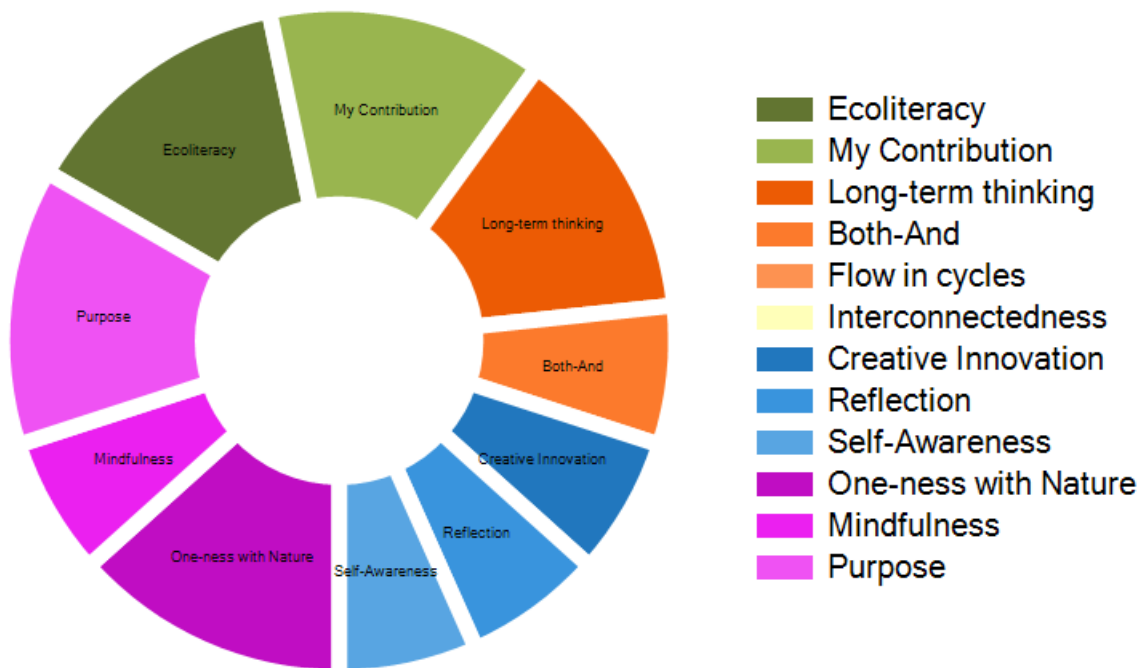 My Contribution
Ecoliteracy
Long-term thinking
Purpose
Both-And
Mindfulness
Creative Innovation
Reflection
One-ness with Nature
Self-Awareness
Ecoliteracy
My Contribution
Long-term thinking
Both-And
Flow in cycles
Interconnectedness
Creative Innovation
Reflection
Self-Awareness
One-ness with Nature
Mindfulness
Purpose